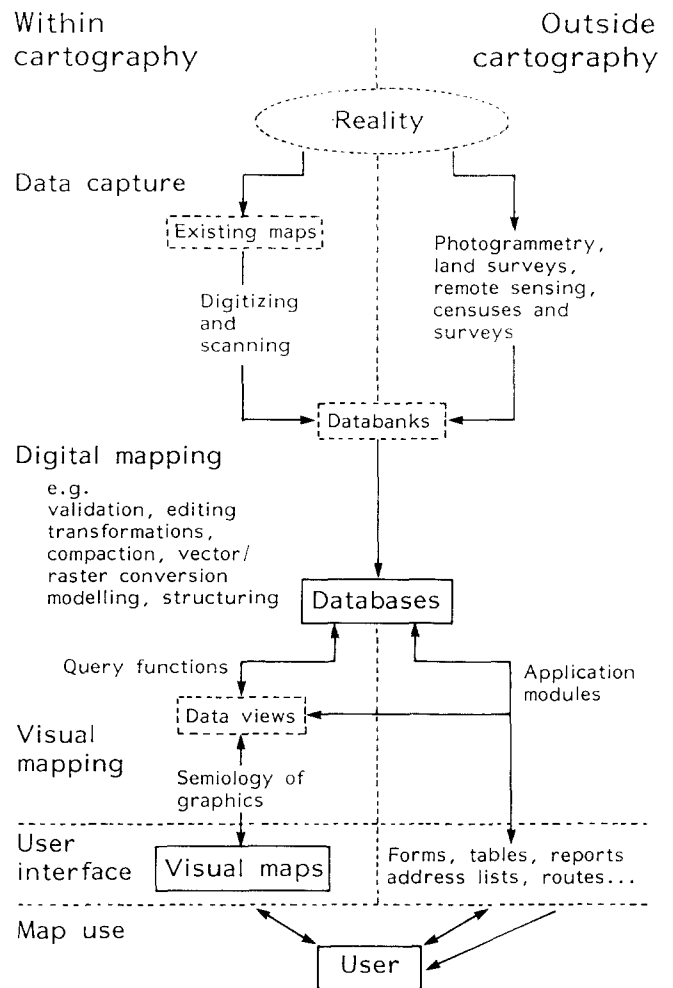 Within
cartography
Outside
cartography
Reality
Data capture
Existing maps
Photogrammetry,
land surveys,
remote sensing,
censuses and
surveys
Digitizing
and
scanning
Databanks
Digital mapping
e.g.
validation, editing
transformations,
compaction, vector/
raster conversion
modelling, structuring
Databases
Query functions
Application
modules
Data views
Visual
mapping
Semiology of
graphics
User
interface
Visual maps
Forms, tables, reports
address lists, routes...
Map use
User